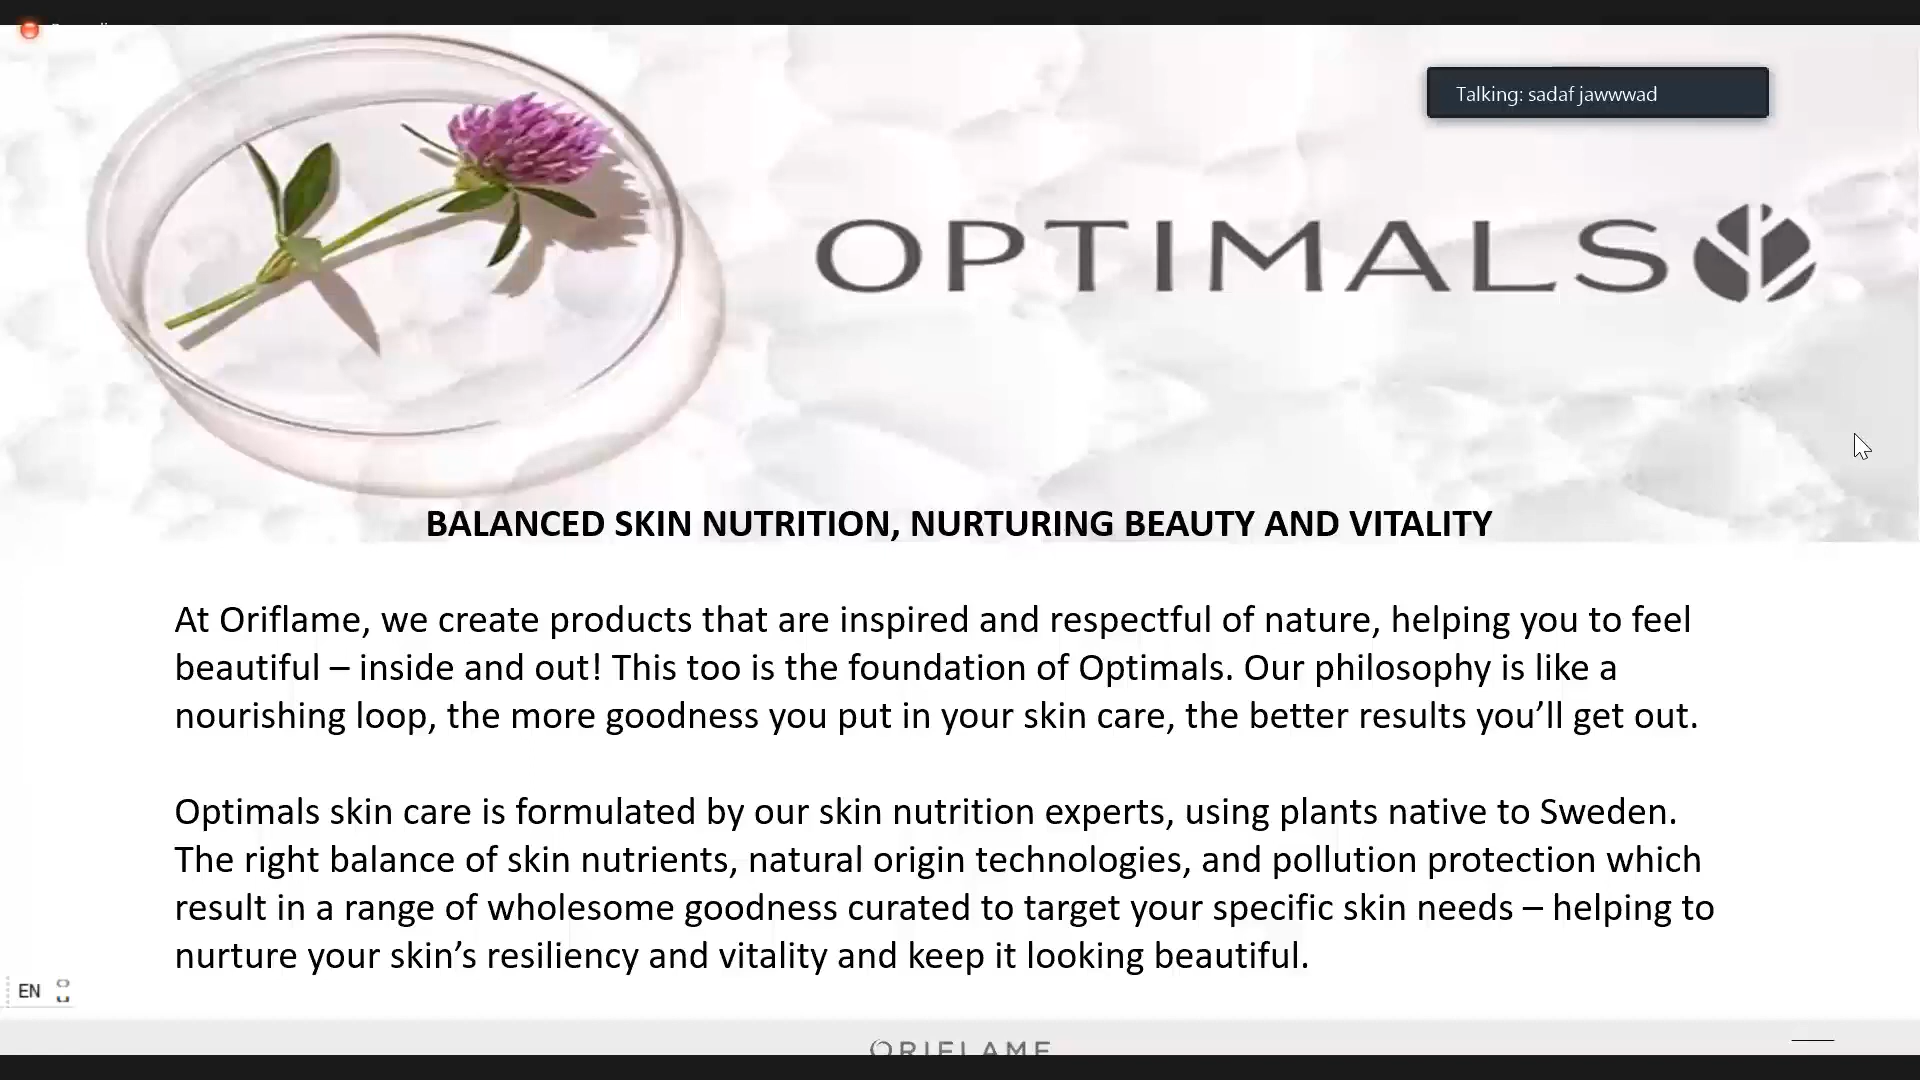 Talking: sadaf jawwwad
OPTIMALS
BALANCED SKIN NUTRITION, NURTURING BEAUTY AND VITALITY
At Oriflame, we create products that are inspired and respectful of nature, helping you to feel
beautiful – inside and out! This too is the foundation of Optimals. Our philosophy is like a
nourishing loop, the more goodness you put in your skin care, the better results you’ll get out.
Optimals skin care is formulated by our skin nutrition experts, using plants native to Sweden.
The right balance of skin nutrients, natural origin technologies, and pollution protection which
result in a range of wholesome goodness curated to target your specific skin needs – helping to
nurture your skin’s resiliency and vitality and keep it looking beautiful.
EN
ORIFLAME